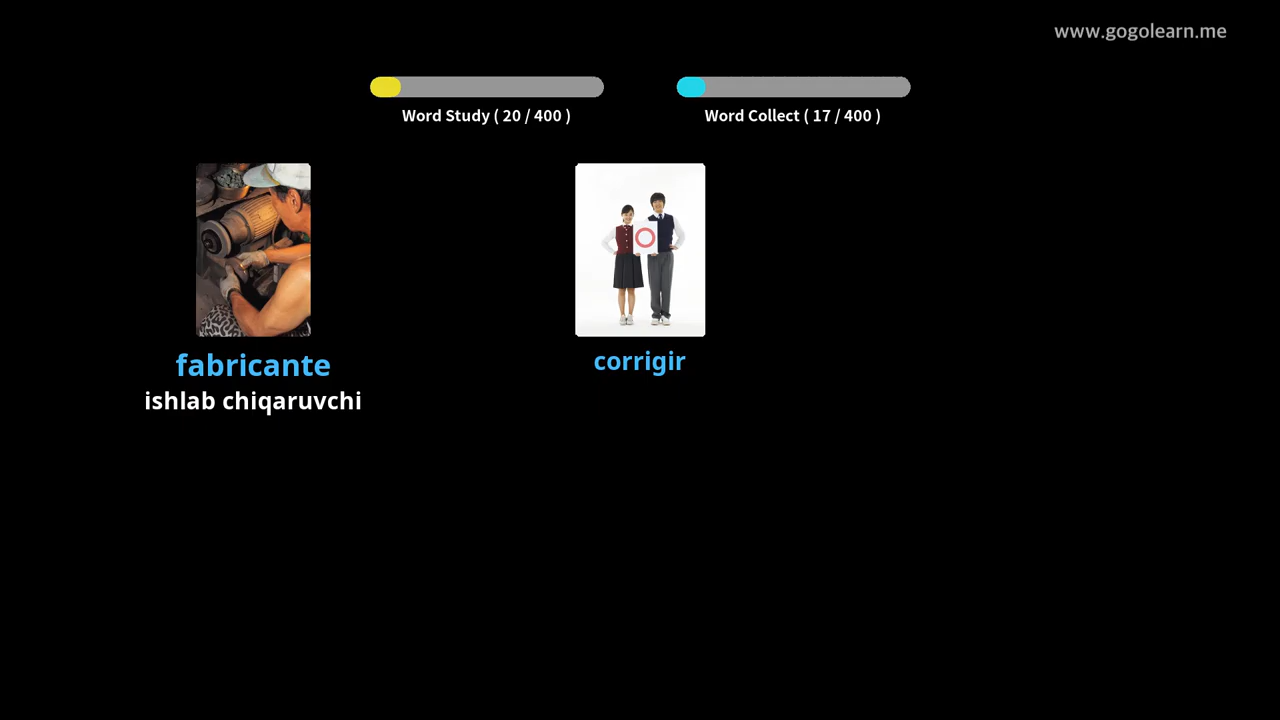 www.gogolearn.me
Word Study ( 20 / 400 )
Word Collect ( 17 / 400 )
fabricante
ishlab chiqaruvchi
corrigir